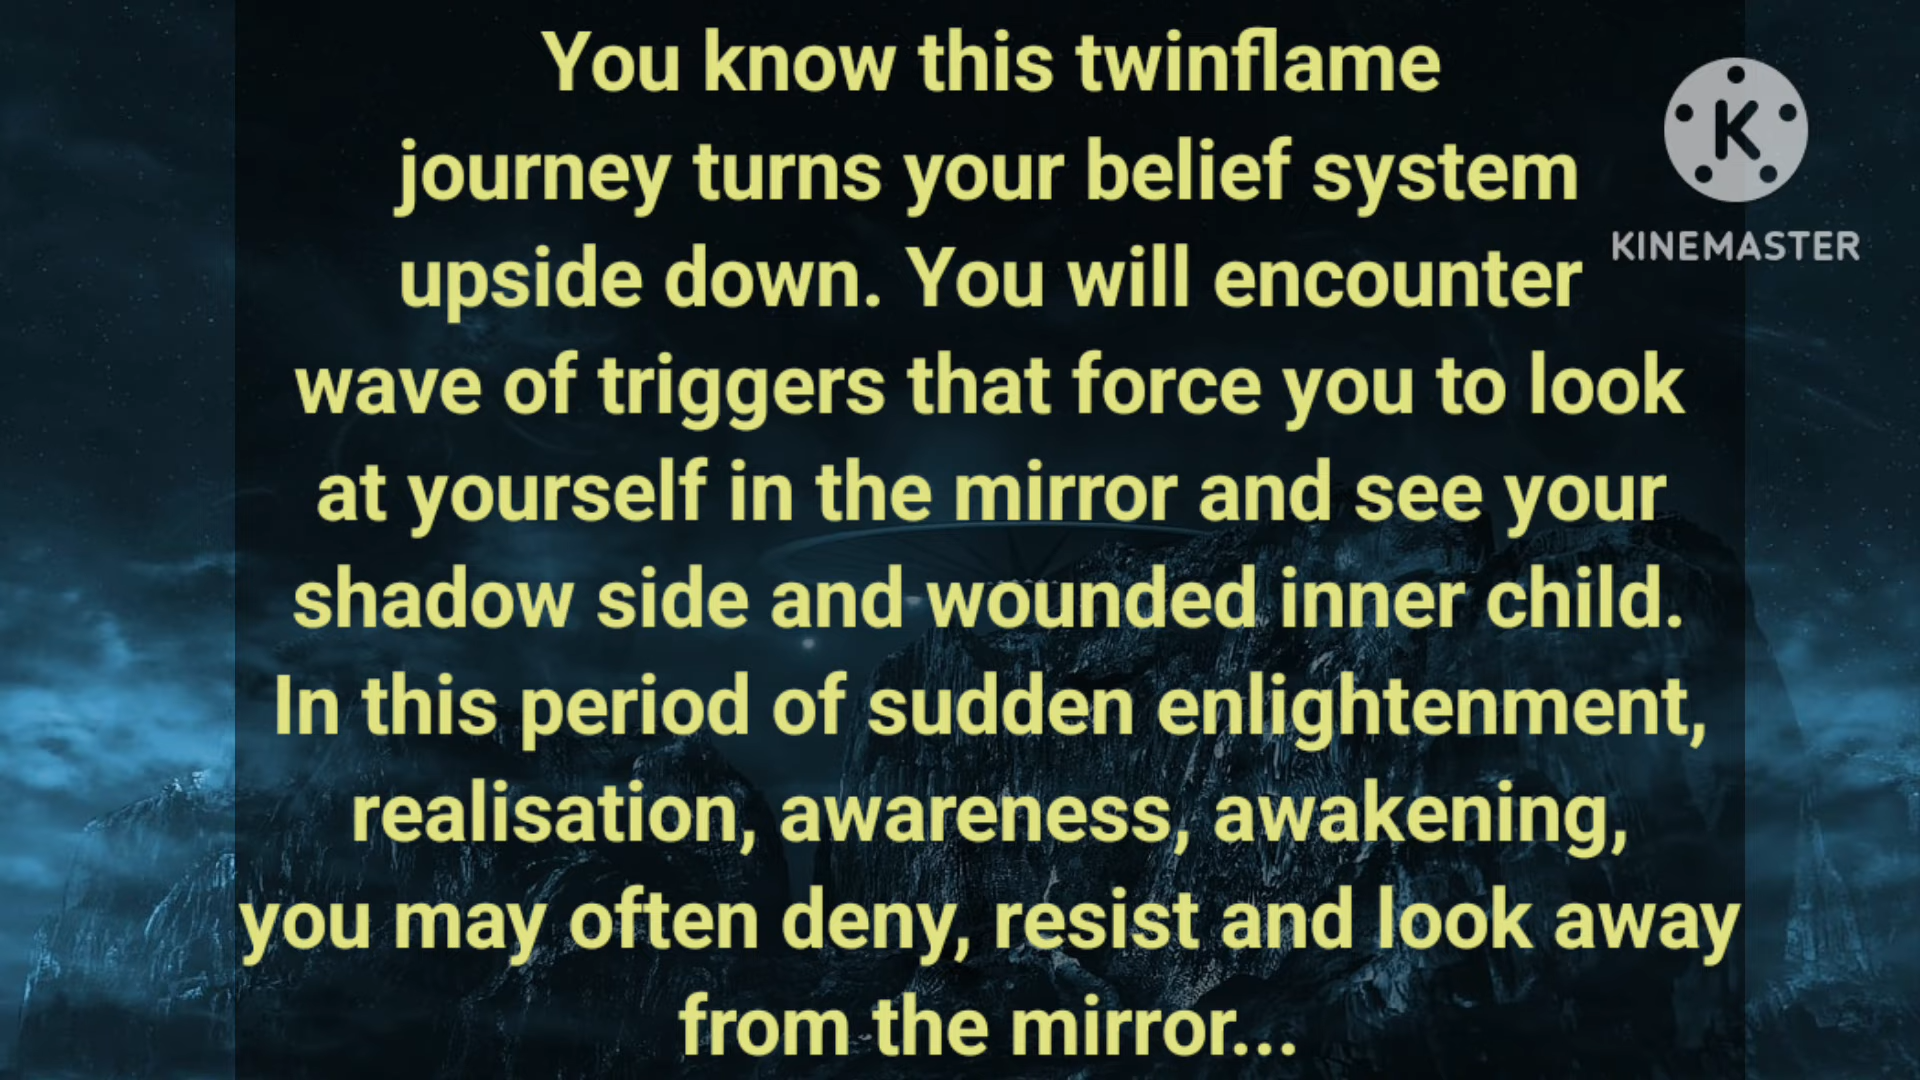 You know this twinflame
journey turns your belief system
upside down. You will encounter
wave of triggers that force you to look
at yourself in the mirror and see your
shadow side and wounded inner child.
In this period of sudden enlightenment,
realisation, awareness, awakening,
you may often deny, resist and look away
from the mirror...
K
KINEMASTER